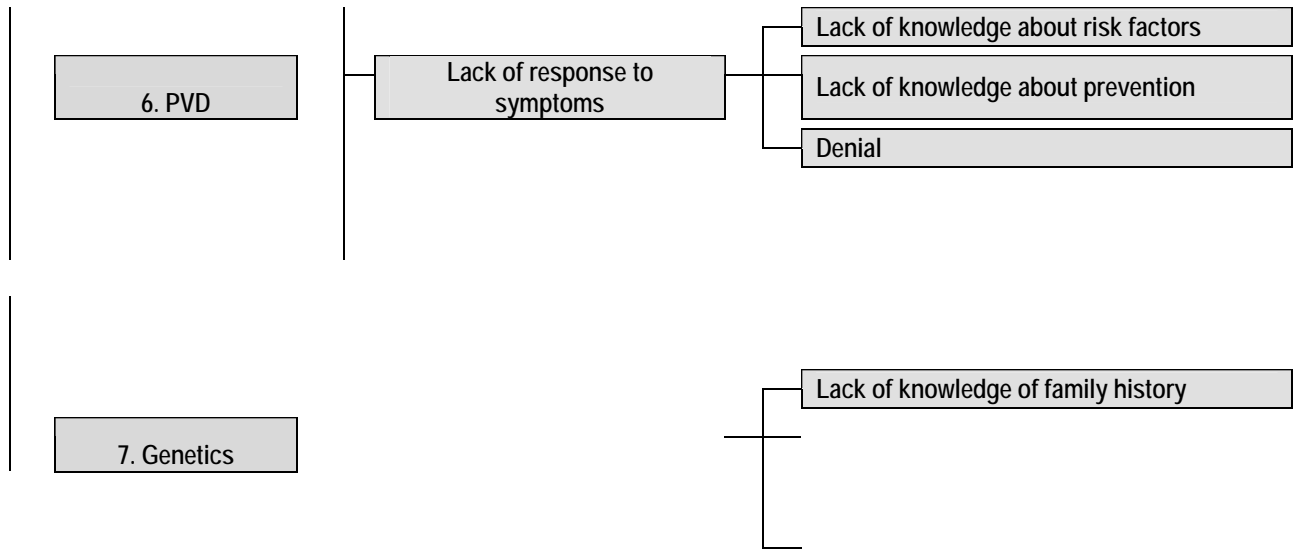 Lack of knowledge about risk factors
6. PVD
Lack of response to
symptoms
Lack of knowledge about prevention
Denial
Lack of knowledge of family history
7. Genetics